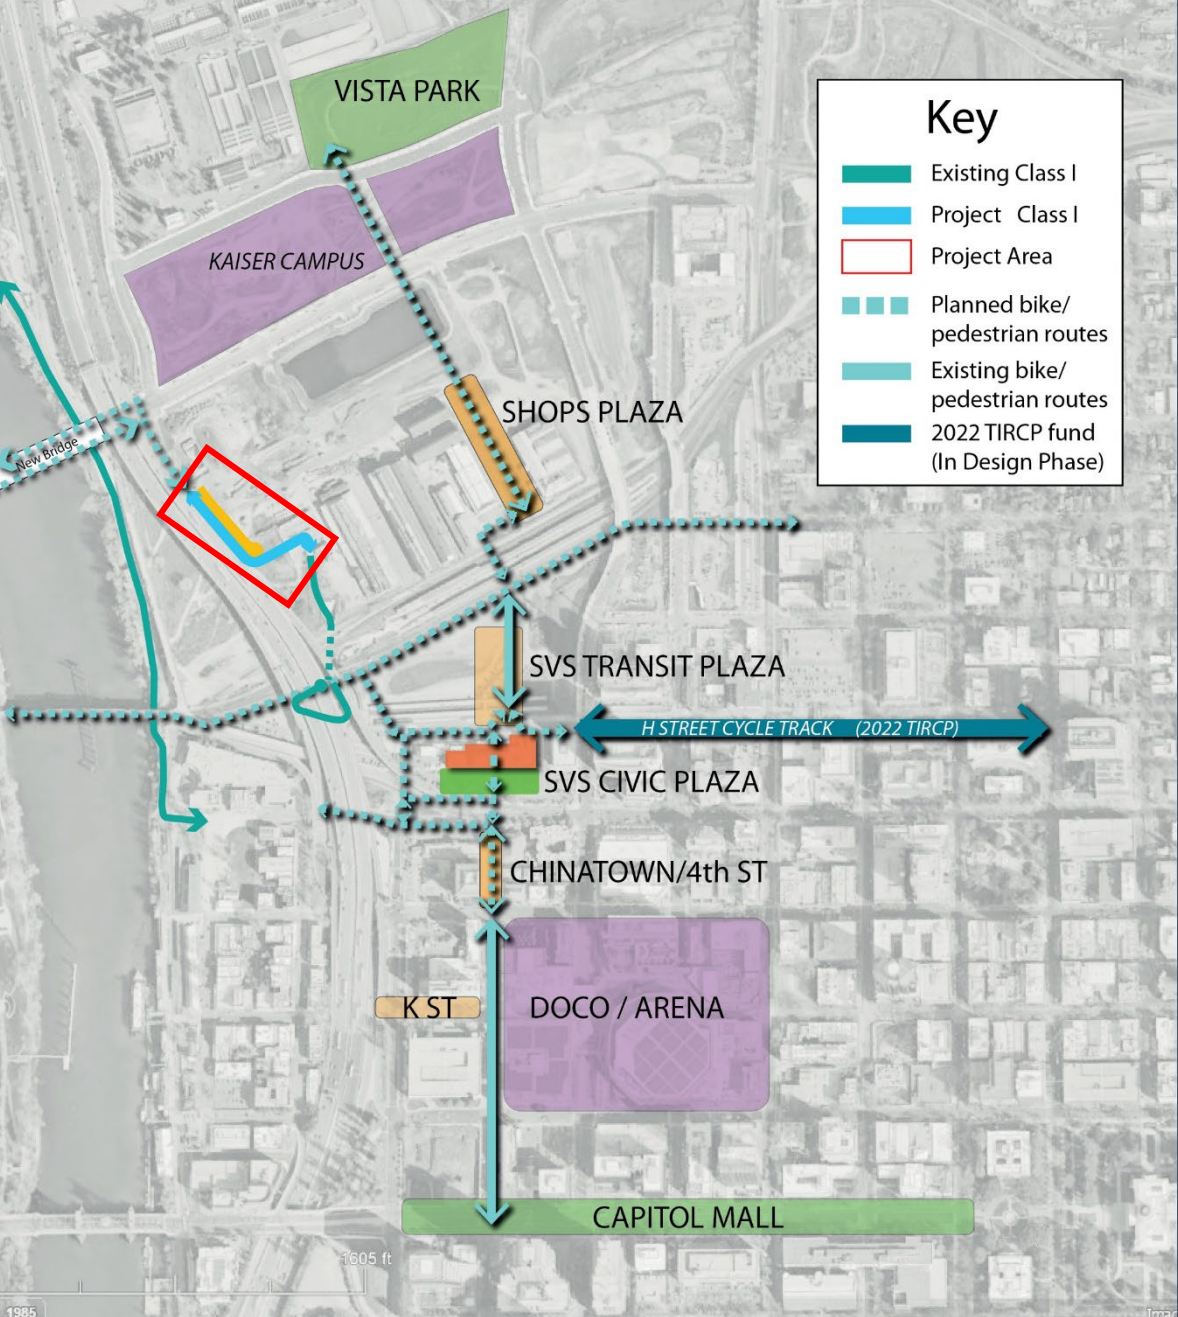 VISTA PARK
Key
Existing Class I
Project Class I
Project Area
Planned bike/
pedestrian routes
Existing bike/
pedestrian routes
2022 TIRCP fund
(In Design Phase)
KAISER CAMPUS
SHOPS PLAZA
New Bridge
SVS TRANSIT PLAZA
H STREET CYCLE TRACK (2022 TIRCP)
SVS CIVIC PLAZA
CHINATOWN/4th ST
K ST
DOCO / ARENA
CAPITOL MALL
1605 ft
1985